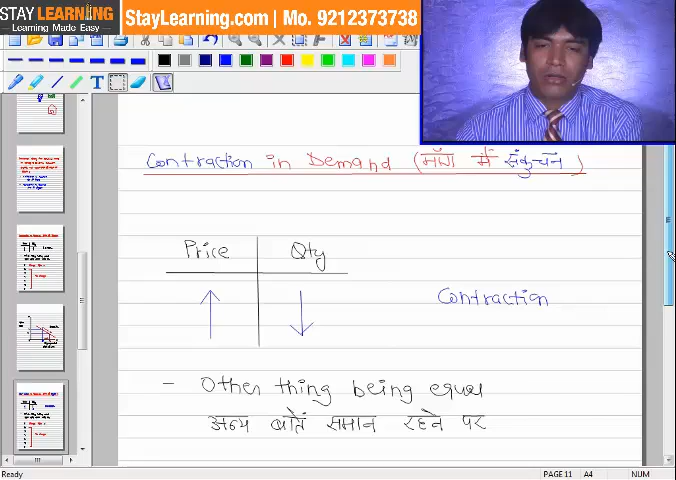 STAY LEARNING
Learning Made Easy
StayLearning.com | Mo. 9212373738
Contraction in Demand (माँग में संकुचन)
Price Qty
Contraction
- Other thing being equal
अन्य बातें समान रहने पर
Ready PAGE 11 A4 NUM